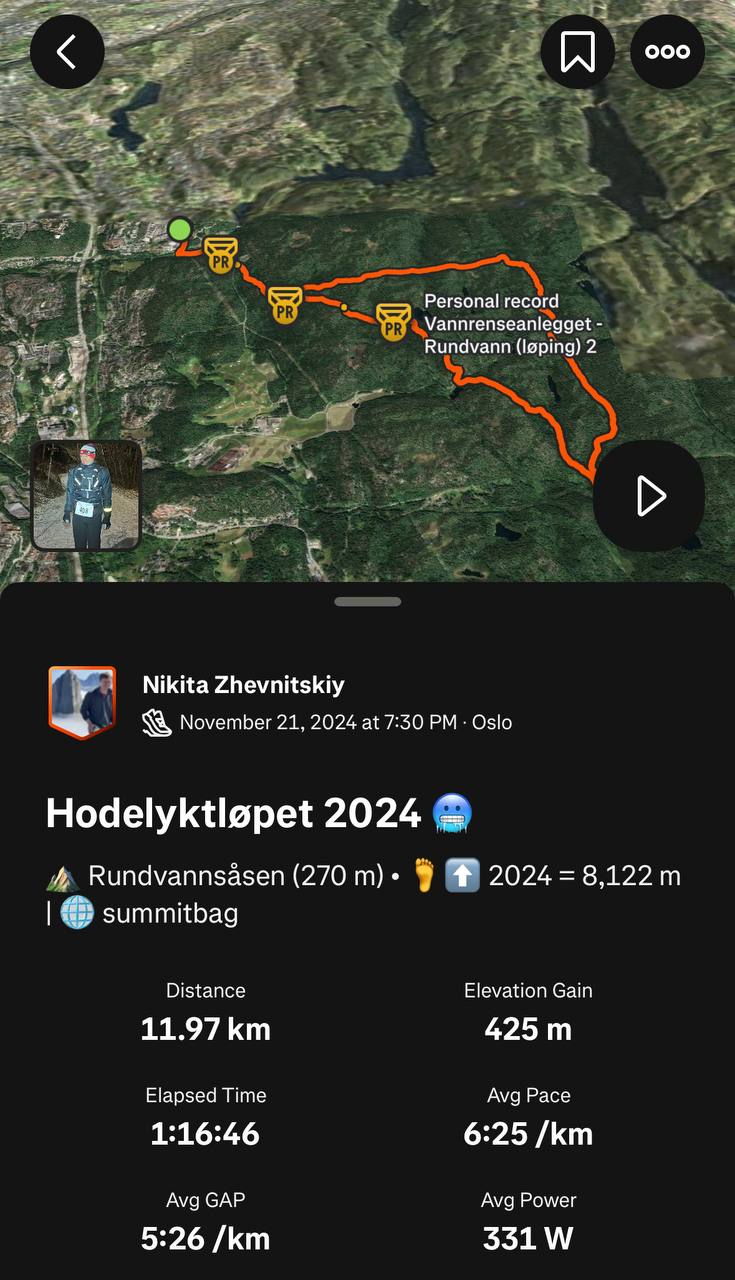 PR
PR
PR
Personal record
Vannrenseanlegget -
Rundvann (løping) 2
Nikita Zhevnitskiy
November 21, 2024 at 7:30 PM · Oslo
Hodelyktløpet 2024 🥶
⛰️ Rundvannsåsen (270 m) • 🦶 ⬆️ 2024 = 8,122 m
| 🌐 summitbag
Distance
11.97 km
Elevation Gain
425 m
Elapsed Time
1:16:46
Avg Pace
6:25 /km
Avg GAP
5:26 /km
Avg Power
331 W